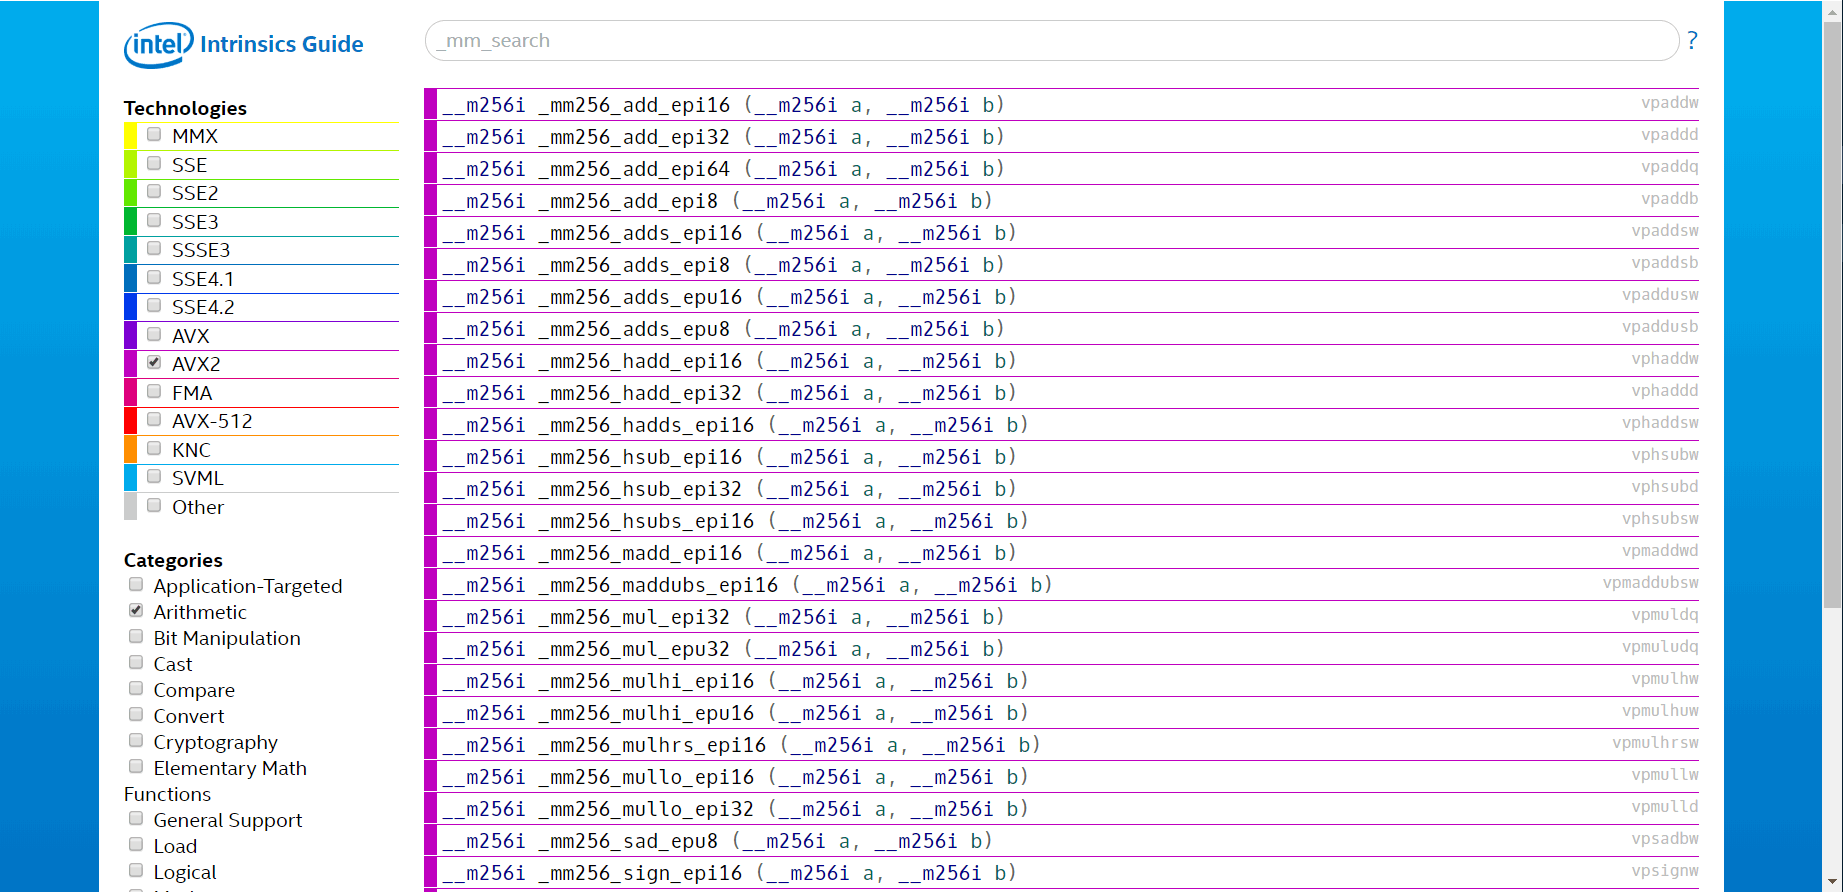 intel Intrinsics Guide
_mm_search
?
Technologies
MMX
SSE
SSE2
SSE3
SSSE3
SSE4.1
SSE4.2
AVX
AVX2
FMA
AVX-512
KNC
SVML
Other
Categories
Application-Targeted
Arithmetic
Bit Manipulation
Cast
Compare
Convert
Cryptography
Elementary Math
Functions
General Support
Load
Logical
__m256i _mm256_add_epi16 (__m256i a, __m256i b) vpaddw
__m256i _mm256_add_epi32 (__m256i a, __m256i b) vpaddd
__m256i _mm256_add_epi64 (__m256i a, __m256i b) vpaddq
__m256i _mm256_add_epi8 (__m256i a, __m256i b) vpaddb
__m256i _mm256_adds_epi16 (__m256i a, __m256i b) vpaddsw
__m256i _mm256_adds_epi8 (__m256i a, __m256i b) vpaddsb
__m256i _mm256_adds_epu16 (__m256i a, __m256i b) vpaddusw
__m256i _mm256_adds_epu8 (__m256i a, __m256i b) vpaddusb
__m256i _mm256_hadd_epi16 (__m256i a, __m256i b) vphaddw
__m256i _mm256_hadd_epi32 (__m256i a, __m256i b) vphaddd
__m256i _mm256_hadds_epi16 (__m256i a, __m256i b) vphaddsw
__m256i _mm256_hsub_epi16 (__m256i a, __m256i b) vphsubw
__m256i _mm256_hsub_epi32 (__m256i a, __m256i b) vphsubd
__m256i _mm256_hsubs_epi16 (__m256i a, __m256i b) vphsubsw
__m256i _mm256_madd_epi16 (__m256i a, __m256i b) vpmaddwd
__m256i _mm256_maddubs_epi16 (__m256i a, __m256i b) vpmaddubsw
__m256i _mm256_mul_epi32 (__m256i a, __m256i b) vpmuldq
__m256i _mm256_mul_epu32 (__m256i a, __m256i b) vpmuludq
__m256i _mm256_mulhi_epi16 (__m256i a, __m256i b) vpmulhw
__m256i _mm256_mulhi_epu16 (__m256i a, __m256i b) vpmulhuw
__m256i _mm256_mulhrs_epi16 (__m256i a, __m256i b) vpmulhrsw
__m256i _mm256_mullo_epi16 (__m256i a, __m256i b) vpmullw
__m256i _mm256_mullo_epi32 (__m256i a, __m256i b) vpmulld
__m256i _mm256_sad_epu8 (__m256i a, __m256i b) vpsadbw
__m256i _mm256_sign_epi16 (__m256i a, __m256i b) vpsignw